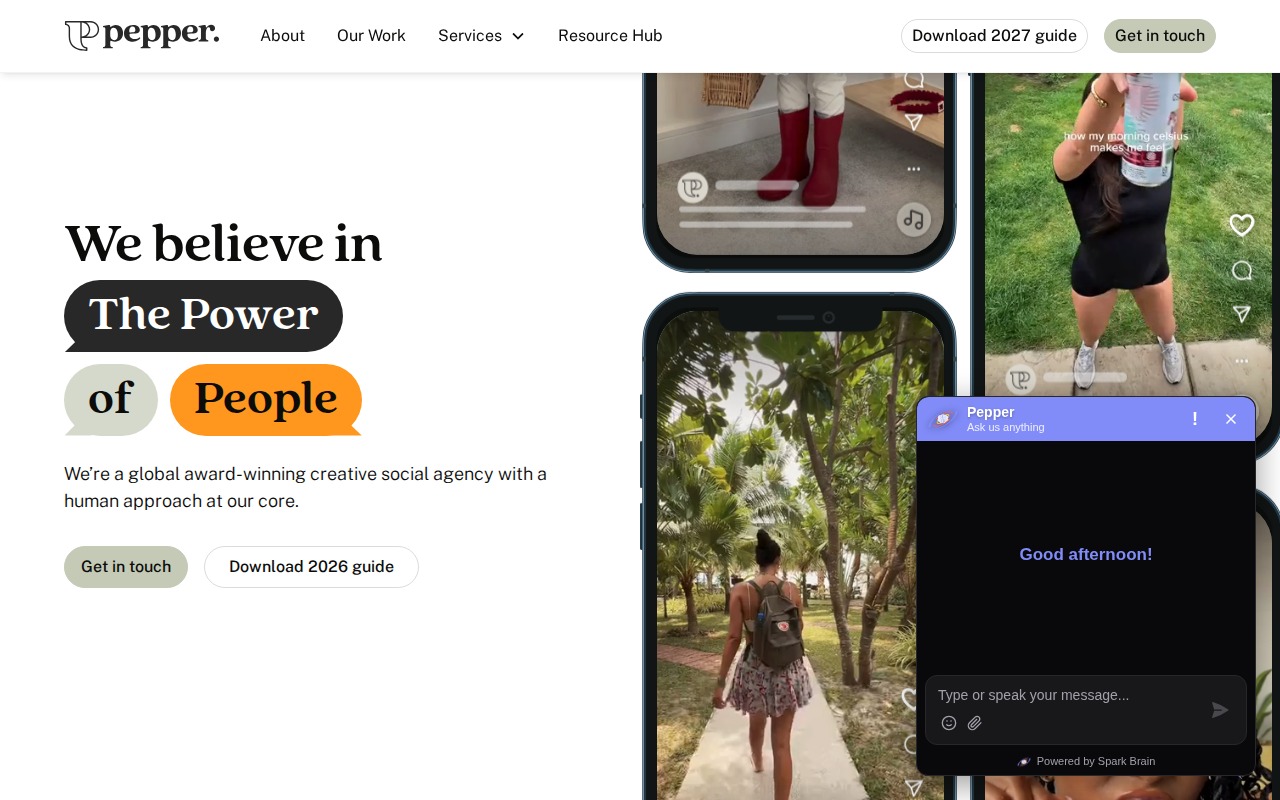 pepper.
About
Our Work
Services
Resource Hub
Download 2027 guide
Get in touch
how my morning celsius
makes me feel
We believe in
The Power
of
People
We’re a global award-winning creative social agency with a
human approach at our core.
Get in touch
Download 2026 guide
Pepper
Ask us anything
!
Good afternoon!
Type or speak your message...
Powered by Spark Brain